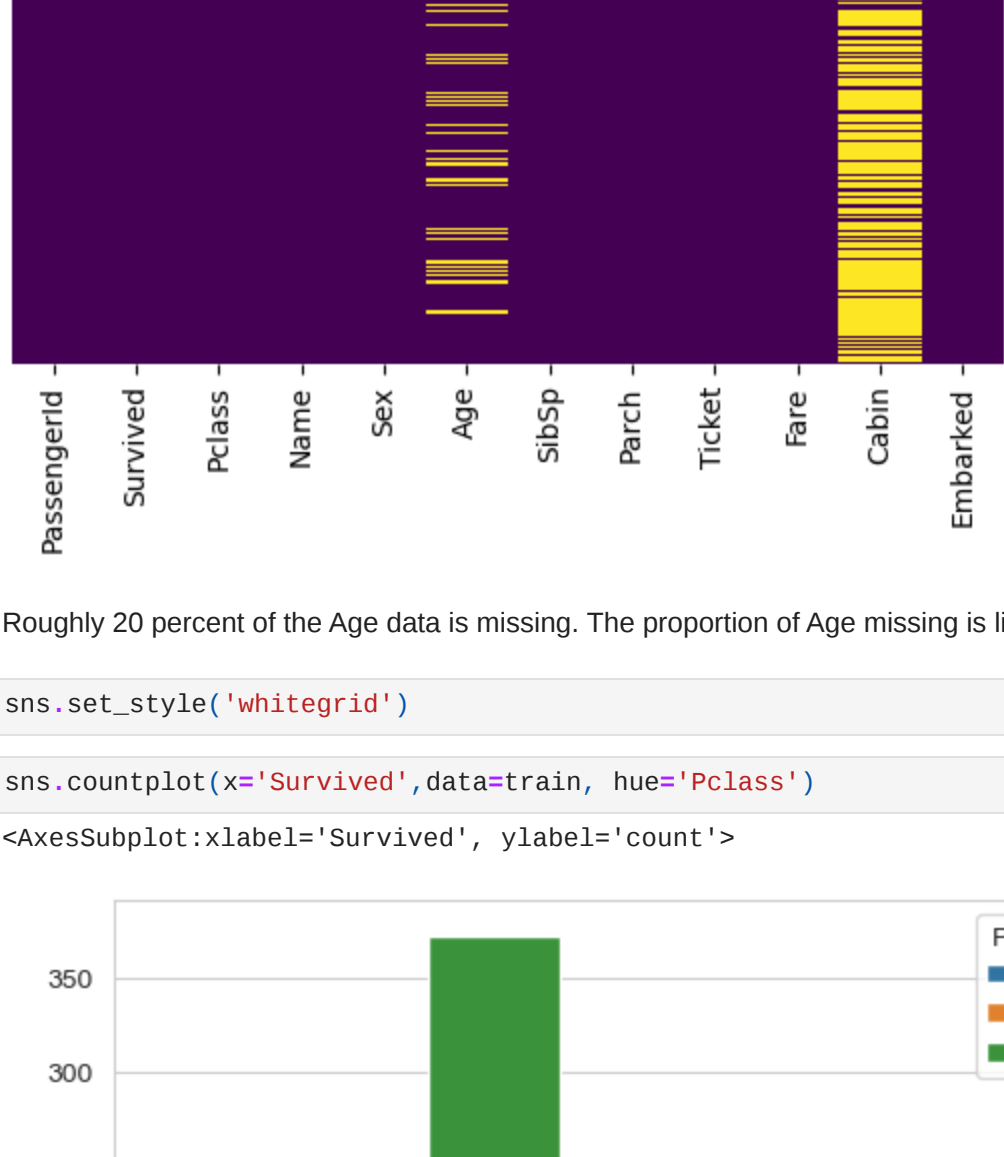 PassengerId
Survived
Pclass
Name
Sex
Age
SibSp
Parch
Ticket
Fare
Cabin
Embarked
Roughly 20 percent of the Age data is missing. The proportion of Age missing is
sns.set_style('whitegrid')
sns.countplot(x='Survived',data=train, hue='Pclass')
<AxesSubplot:xlabel='Survived', ylabel='count'>
350
300